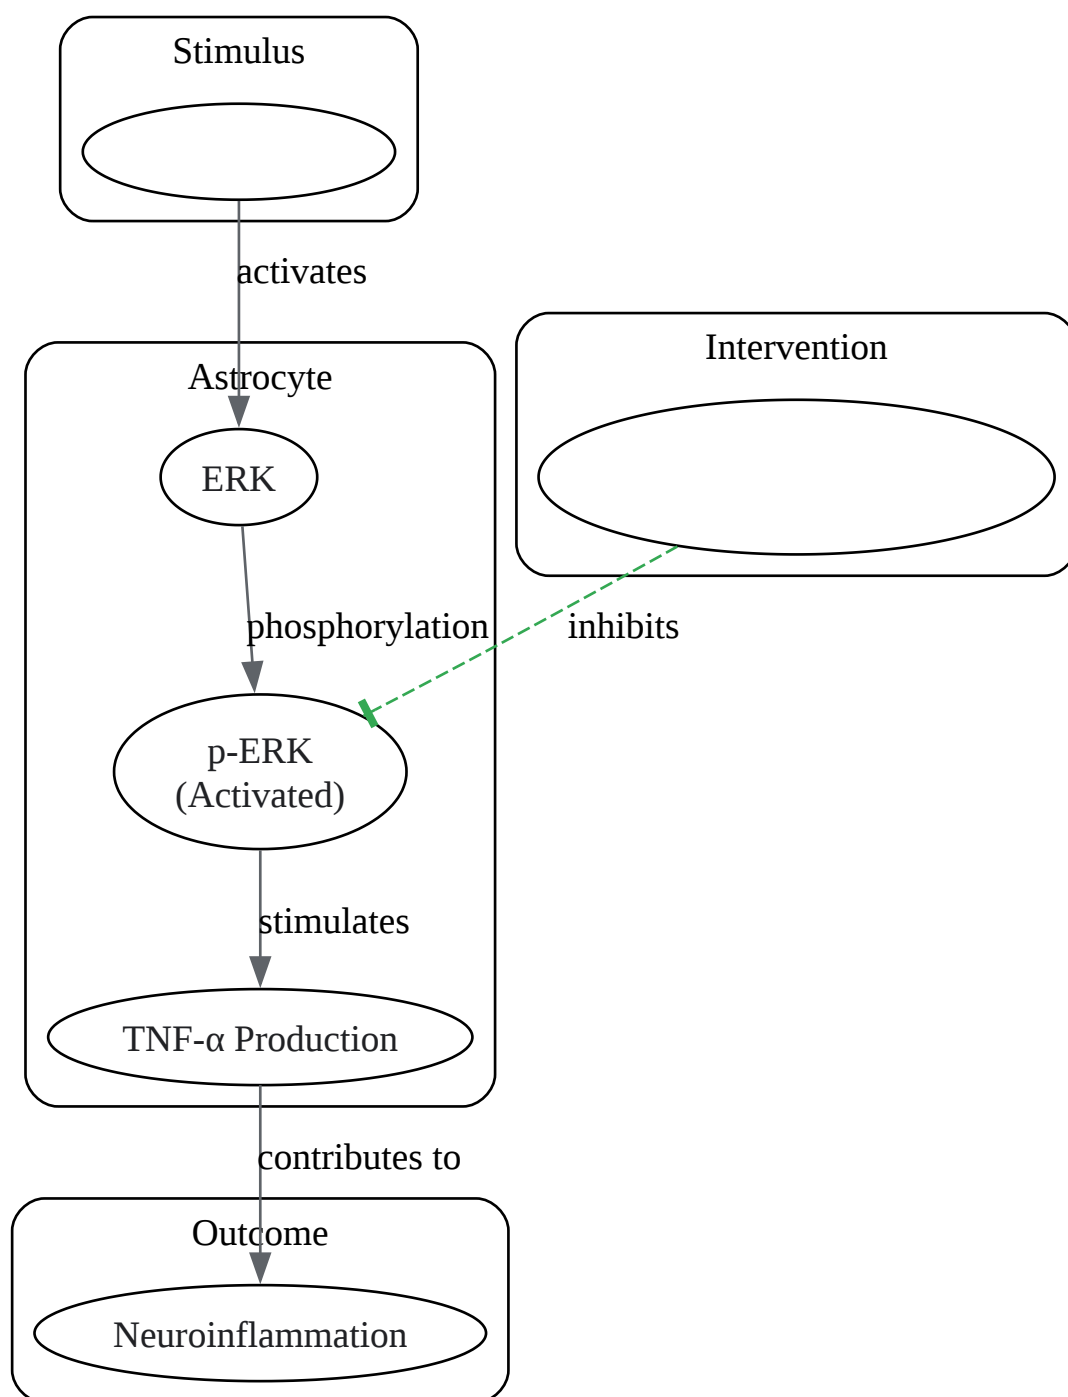 Stimulus
activates
Intervention
Astrocyte
ERK
phosphorylation
inhibits
p-ERK
(Activated)
stimulates
TNF-α Production
contributes to
Outcome
Neuroinflammation